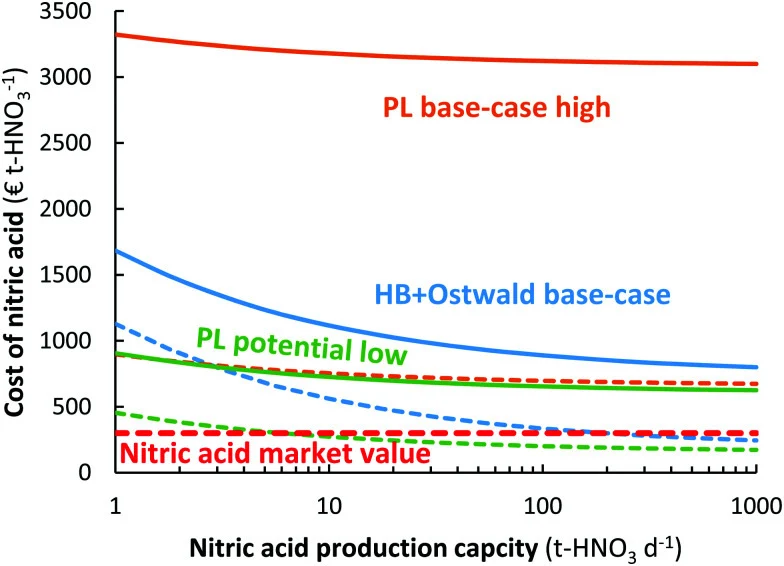 3500
3000
2500
2000
1500
1000
500
0
Cost of nitric acid (€ t-HNO3-1)
PL base-case high
HB+Ostwald base-case
PL potential low
Nitric acid market value
1 10 100 1000
Nitric acid production capcity (t-HNO3 d-1)